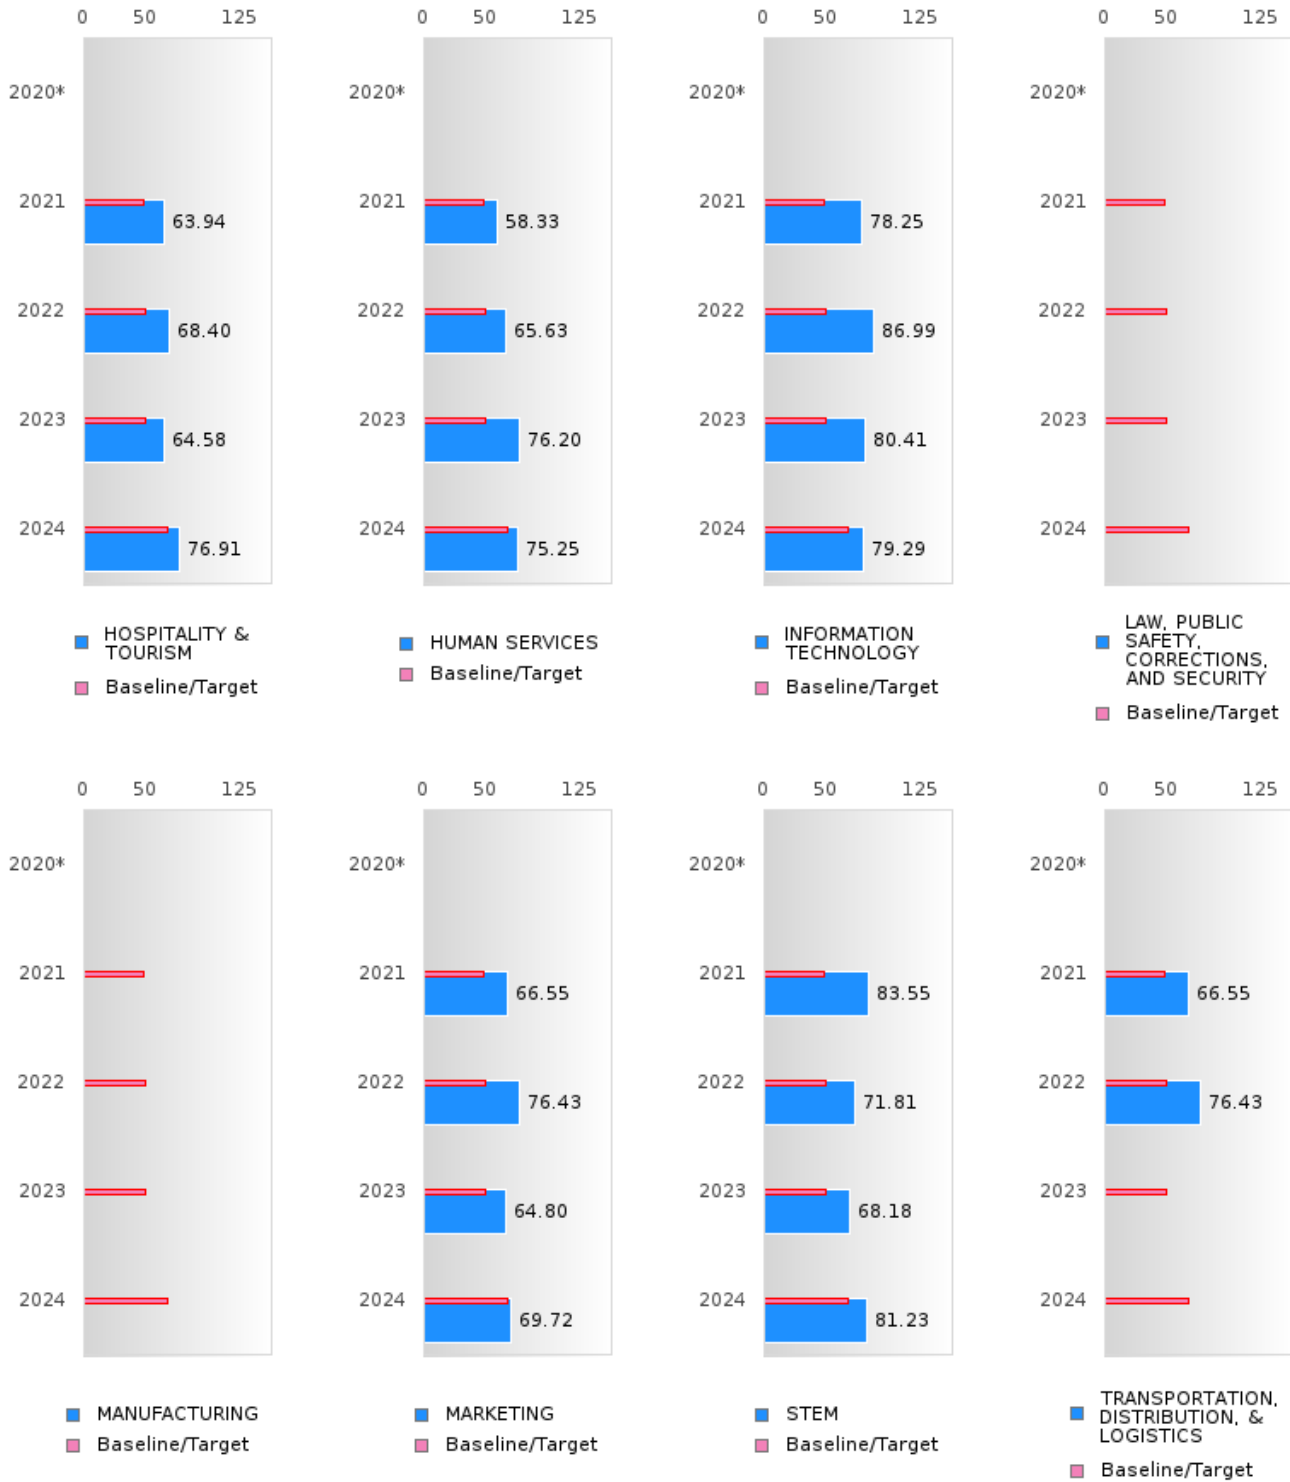 0 50 125
2020*
2021
63.94
2022
68.40
2023
64.58
2024
76.91
HOSPITALITY &
TOURISM
Baseline/Target
0 50 125
2020*
2021
58.33
2022
65.63
2023
76.20
2024
75.25
HUMAN SERVICES
Baseline/Target
0 50 125
2020*
2021
78.25
2022
86.99
2023
80.41
2024
79.29
INFORMATION
TECHNOLOGY
Baseline/Target
0 50 125
2020*
2021
2022
2023
2024
LAW, PUBLIC
SAFETY,
CORRECTIONS,
AND SECURITY
Baseline/Target
0 50 125
2020*
2021
2022
2023
2024
MANUFACTURING
Baseline/Target
0 50 125
2020*
2021
66.55
2022
76.43
2023
64.80
2024
69.72
MARKETING
Baseline/Target
0 50 125
2020*
2021
83.55
2022
71.81
2023
68.18
2024
81.23
STEM
Baseline/Target
0 50 125
2020*
2021
66.55
2022
76.43
2023
2024
TRANSPORTATION,
DISTRIBUTION, &
LOGISTICS
Baseline/Target